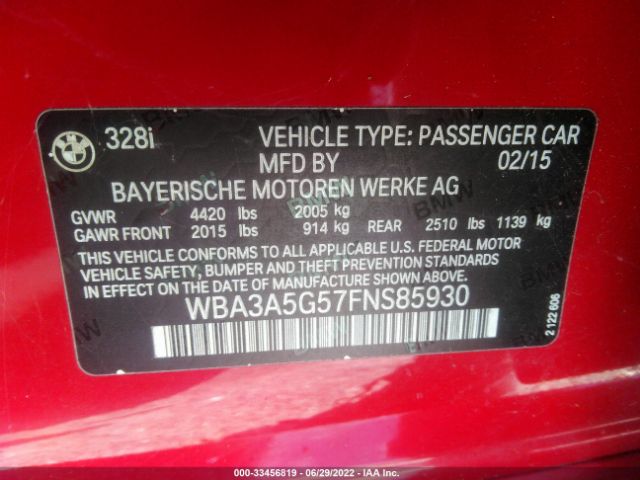 328i VEHICLE TYPE: PASSENGER CAR
MFD BY 02/15
BAYERISCHE MOTOREN WERKE AG
GVWR 4420 lbs 2005 kg
GAWR FRONT 2015 lbs 914 kg REAR 2510 lbs 1139 kg
THIS VEHICLE CONFORMS TO ALL APPLICABLE U.S. FEDERAL MOTOR
VEHICLE SAFETY, BUMPER AND THEFT PREVENTION STANDARDS
IN EFFECT ON THE DATE OF MANUFACTURE SHOWN ABOVE.
WBA3A5G57FNS85930
2 122 606
COPART: 33456819 - 06/29/2022 - IAA Inc.